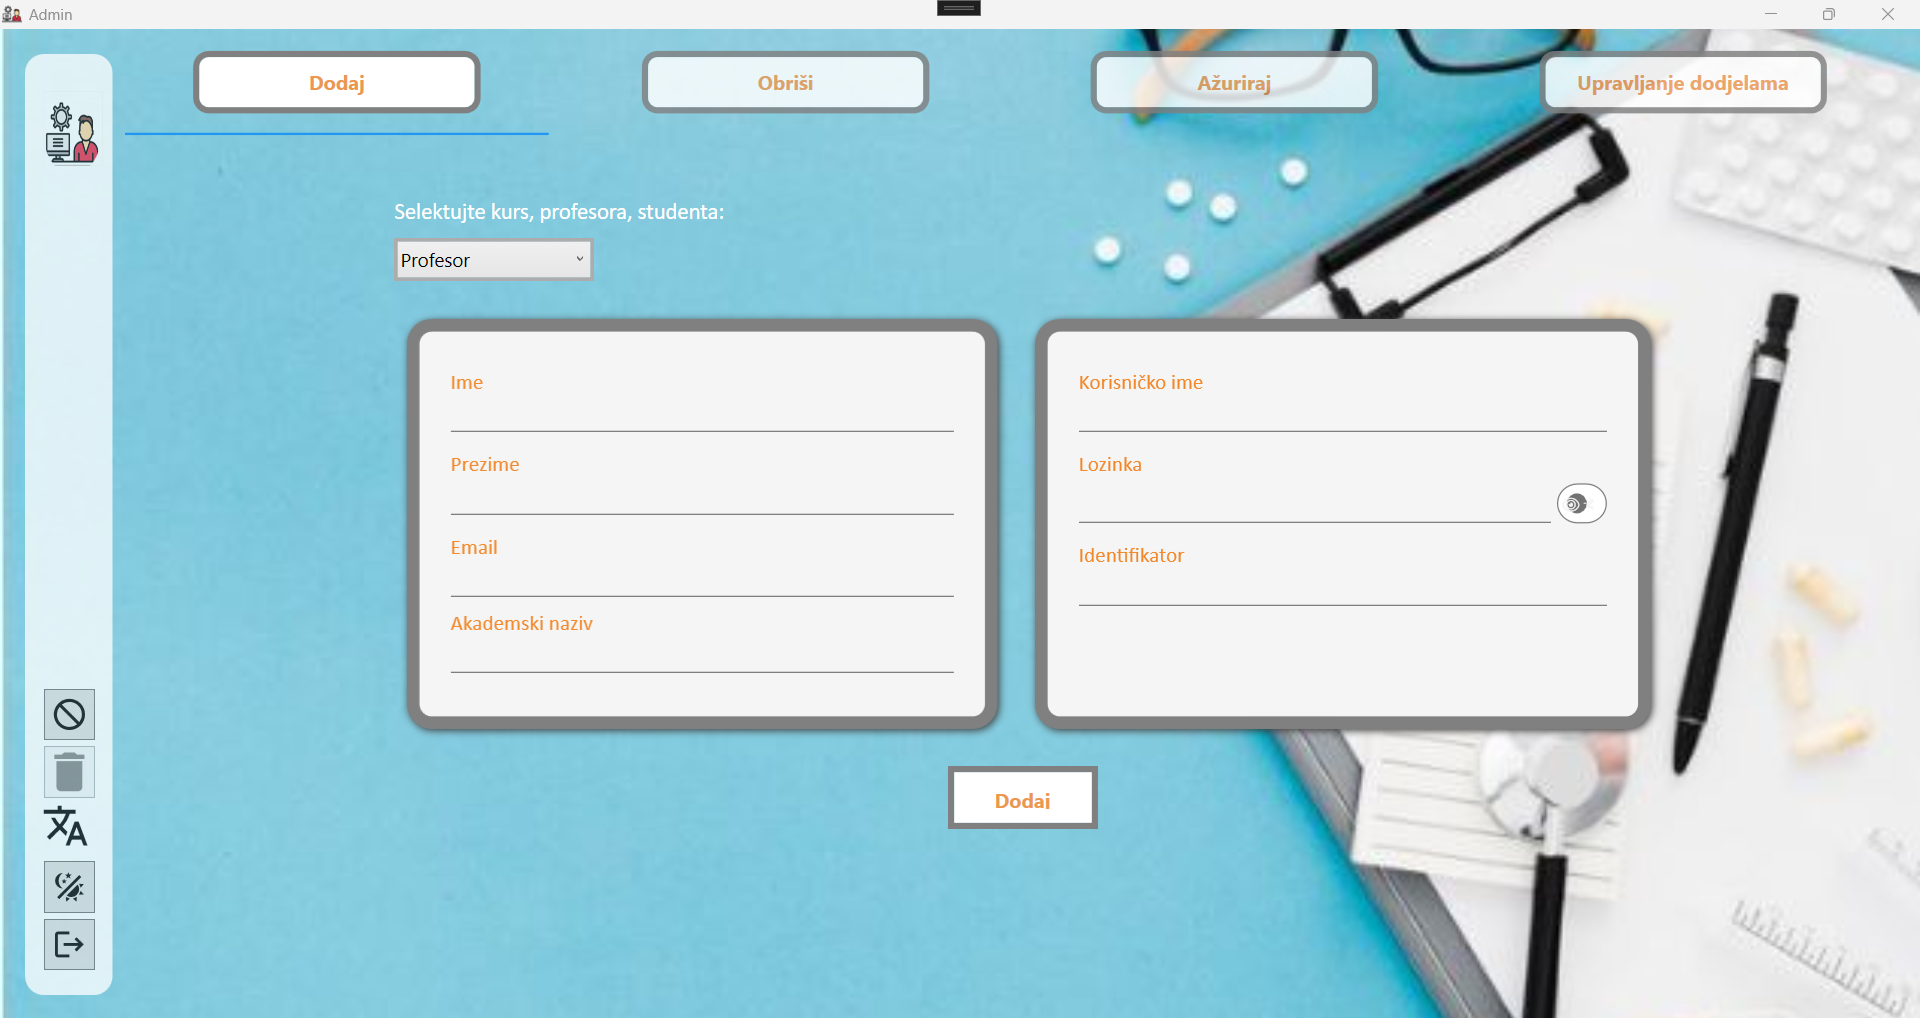 Admin
Dodaj
Obriši
Ažuriraj
Upravljanje dodjelama
Selektujte kurs, profesora, studenta:
Profesor
Ime
Prezime
Email
Akademski naziv
Korisničko ime
Lozinka
Identifikator
Dodaj